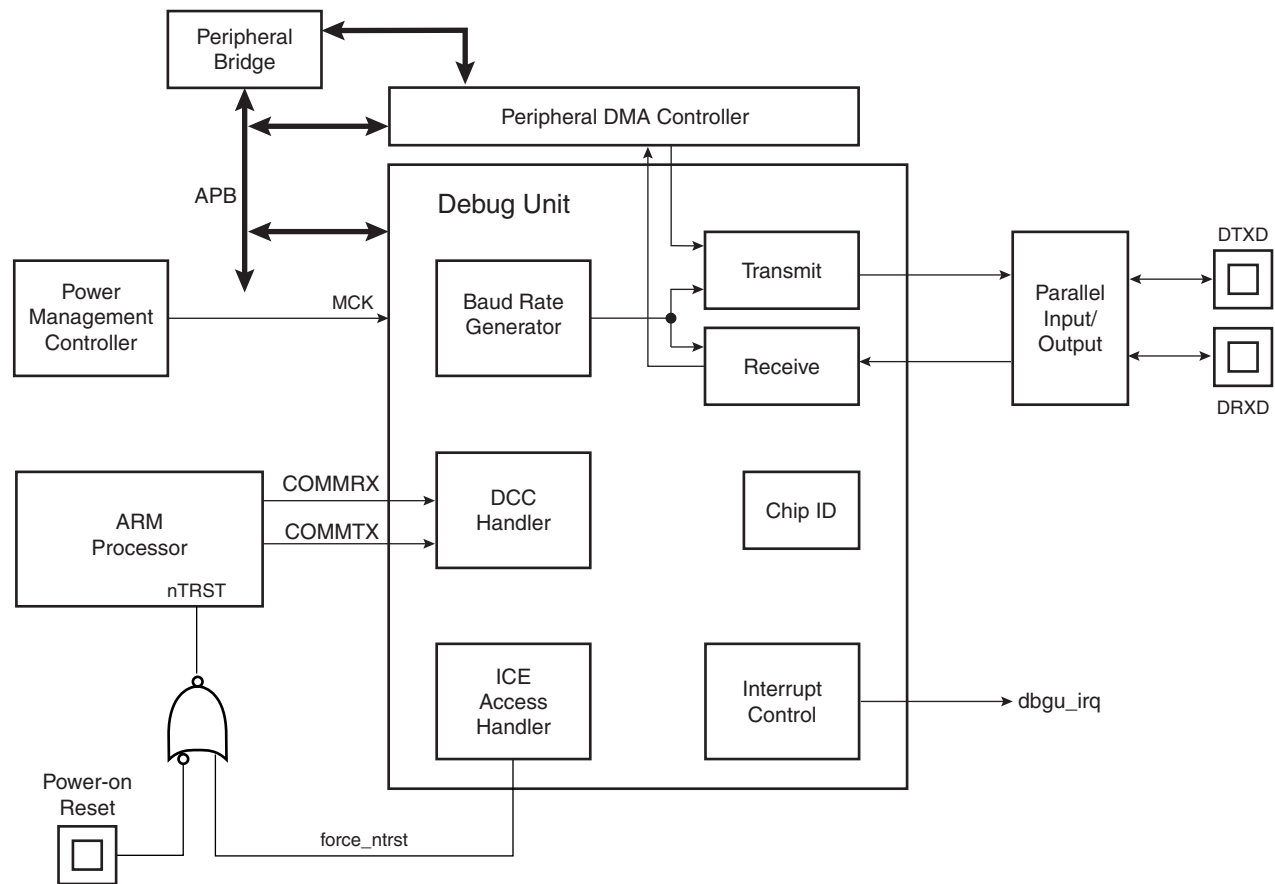 Peripheral
Bridge
Peripheral DMA Controller
APB
Debug Unit
Power
Management
Controller
MCK
Baud Rate
Generator
Transmit
Receive
Parallel
Input/
Output
DTXD
DRXD
ARM
Processor
nTRST
COMMRX
COMMTX
DCC
Handler
Chip ID
ICE
Access
Handler
Interrupt
Control
dbgu_irq
Power-on
Reset
force_ntrst